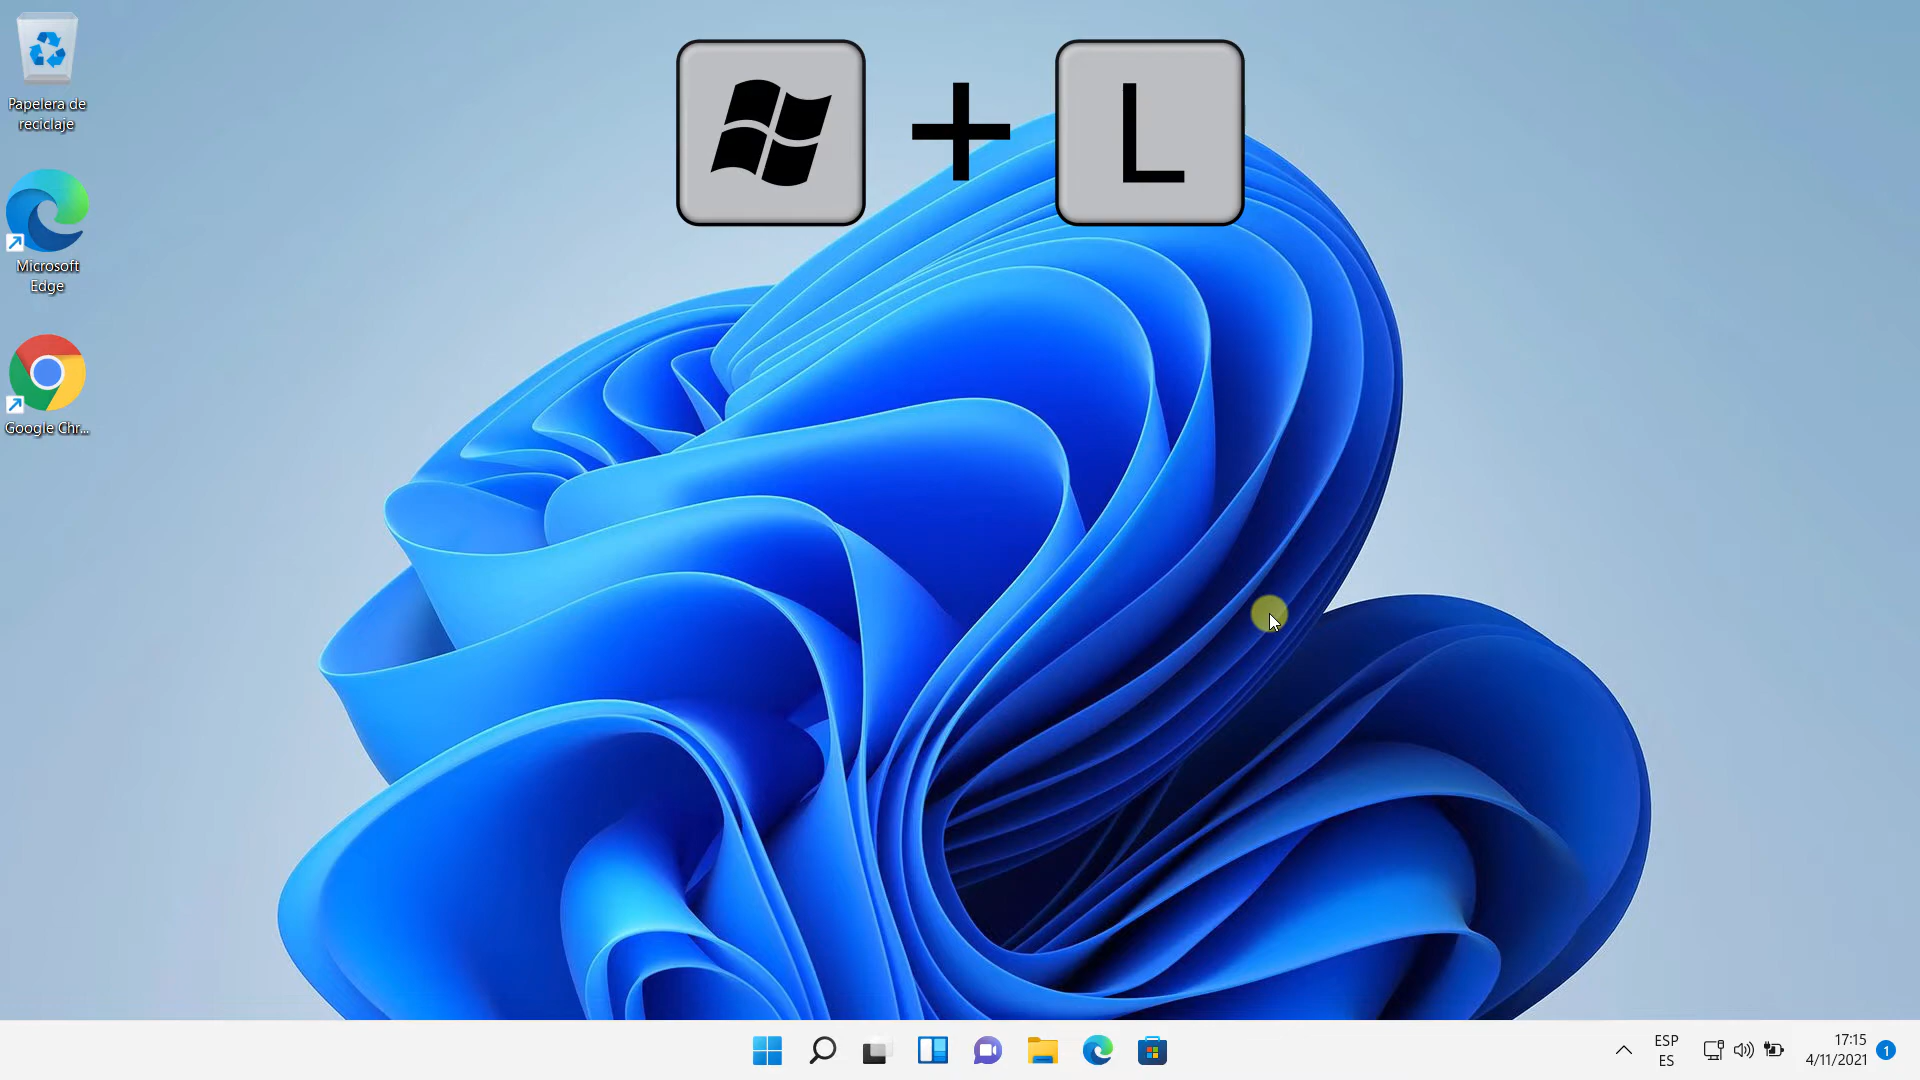 + L
Papelera de
reciclaje
Microsoft
Edge
Google Chr...
ESP
ES
17:15
4/11/2021
1